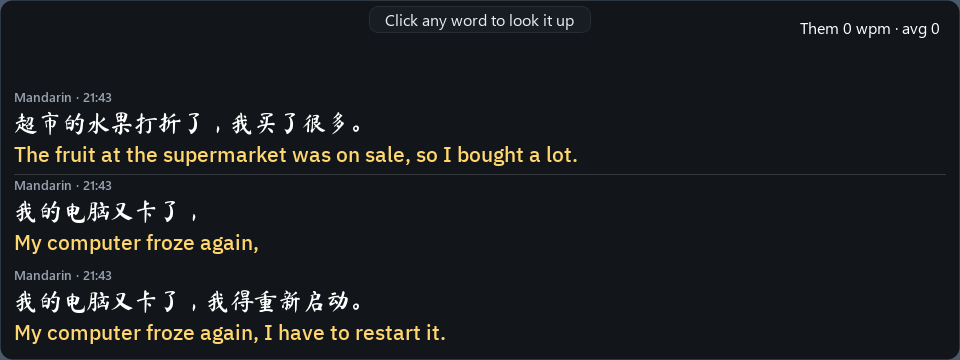 Click any word to look it up
Them 0 wpm · avg 0
Mandarin · 21:43
超市的水果打折了，我买了很多。
The fruit at the supermarket was on sale, so I bought a lot.
Mandarin · 21:43
我的电脑又卡了，
My computer froze again,
Mandarin · 21:43
我的电脑又卡了，我得重新启动。
My computer froze again, I have to restart it.